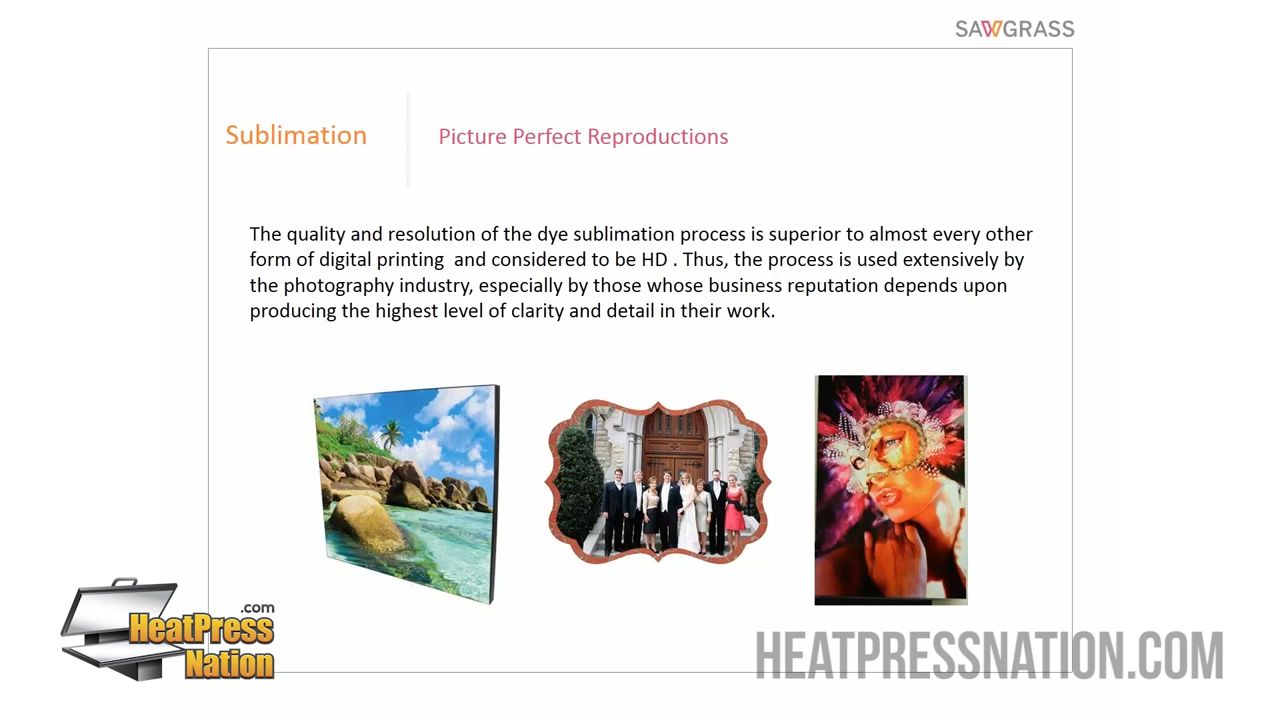 SAWGRASS
Sublimation
Picture Perfect Reproductions
The quality and resolution of the dye sublimation process is superior to almost every other
form of digital printing  and considered to be HD . Thus, the process is used extensively by
the photography industry, especially by those whose business reputation depends upon
producing the highest level of clarity and detail in their work.
.com
HeatPress
Nation
HEATPRESSNATION.COM